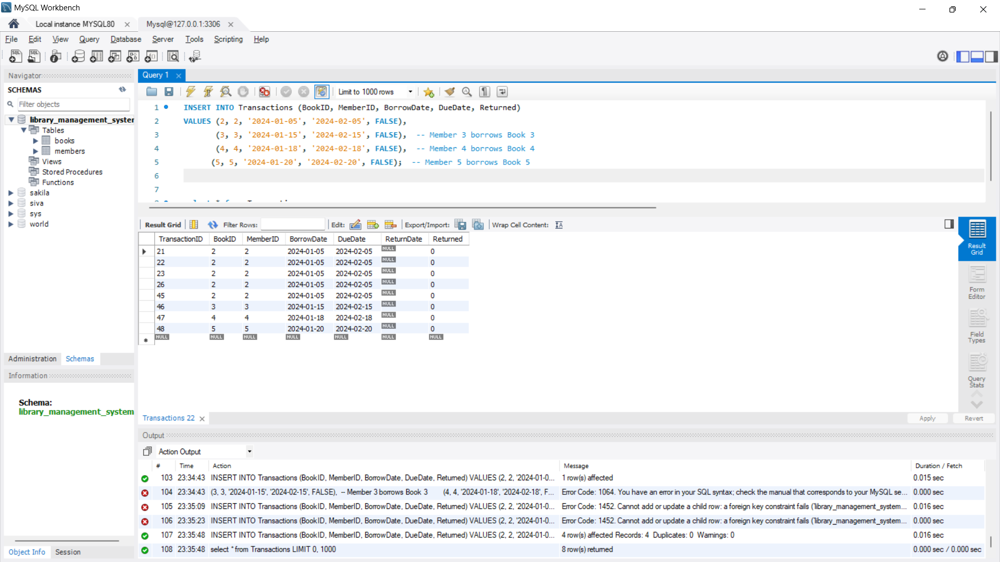 MySQL Workbench
Local instance MYSQL80
Mysql@127.0.0.1:3306
File Edit View Query Database Server Tools Scripting Help
Navigator
SCHEMAS
Filter objects
library_management_system
Tables
books
members
Views
Stored Procedures
Functions
sakila
siva
sys
world
Administration Schemas
Information
Schema:
library_management_system
Object Info Session
Query 1
Limit to 1000 rows
1 INSERT INTO Transactions (BookID, MemberID, BorrowDate, DueDate, Returned)
2 VALUES (2, 2, '2024-01-05', '2024-02-05', FALSE),
3 (3, 3, '2024-01-15', '2024-02-15', FALSE), -- Member 3 borrows Book 3
4 (4, 4, '2024-01-18', '2024-02-18', FALSE), -- Member 4 borrows Book 4
5 (5, 5, '2024-01-20', '2024-02-20', FALSE); -- Member 5 borrows Book 5
6
7
Result Grid Filter Rows: Edit: Export/Import: Wrap Cell Content:
TransactionID BookID MemberID BorrowDate DueDate ReturnDate Returned
21 2 2 2024-01-05 2024-02-05 NULL 0
22 2 2 2024-01-05 2024-02-05 NULL 0
23 2 2 2024-01-05 2024-02-05 NULL 0
26 2 2 2024-01-05 2024-02-05 NULL 0
45 2 2 2024-01-05 2024-02-05 NULL 0
46 3 3 2024-01-15 2024-02-15 NULL 0
47 4 4 2024-01-18 2024-02-18 NULL 0
48 5 5 2024-01-20 2024-02-20 NULL 0
NULL NULL NULL NULL NULL NULL NULL
Result
Grid
Form
Editor
Field
Types
Query
Stats
Transactions 22
Apply Revert
Output
Action Output
# Time Action Message Duration / Fetch
103 23:34:43 INSERT INTO Transactions (BookID, MemberID, BorrowDate, DueDate, Returned) VALUES (2, 2, '2024-01-0... 1 row(s) affected 0.015 sec
104 23:34:43 (3, 3, '2024-01-15', '2024-02-15', FALSE), -- Member 3 borrows Book 3 (4, 4, '2024-01-18', '2024-02-18', F... Error Code: 1064. You have an error in your SQL syntax; check the manual that corresponds to your MySQL se... 0.000 sec
105 23:35:09 INSERT INTO Transactions (BookID, MemberID, BorrowDate, DueDate, Returned) VALUES (2, 2, '2024-01-0... Error Code: 1452. Cannot add or update a child row: a foreign key constraint fails (`library_management_system... 0.016 sec
106 23:35:23 INSERT INTO Transactions (BookID, MemberID, BorrowDate, DueDate, Returned) VALUES (2, 2, '2024-01-0... Error Code: 1452. Cannot add or update a child row: a foreign key constraint fails (`library_management_system... 0.000 sec
107 23:35:48 INSERT INTO Transactions (BookID, MemberID, BorrowDate, DueDate, Returned) VALUES (2, 2, '2024-01-0... 4 row(s) affected Records: 4 Duplicates: 0 Warnings: 0 0.016 sec
108 23:35:48 select * from Transactions LIMIT 0, 1000 8 row(s) returned 0.000 sec / 0.000 sec